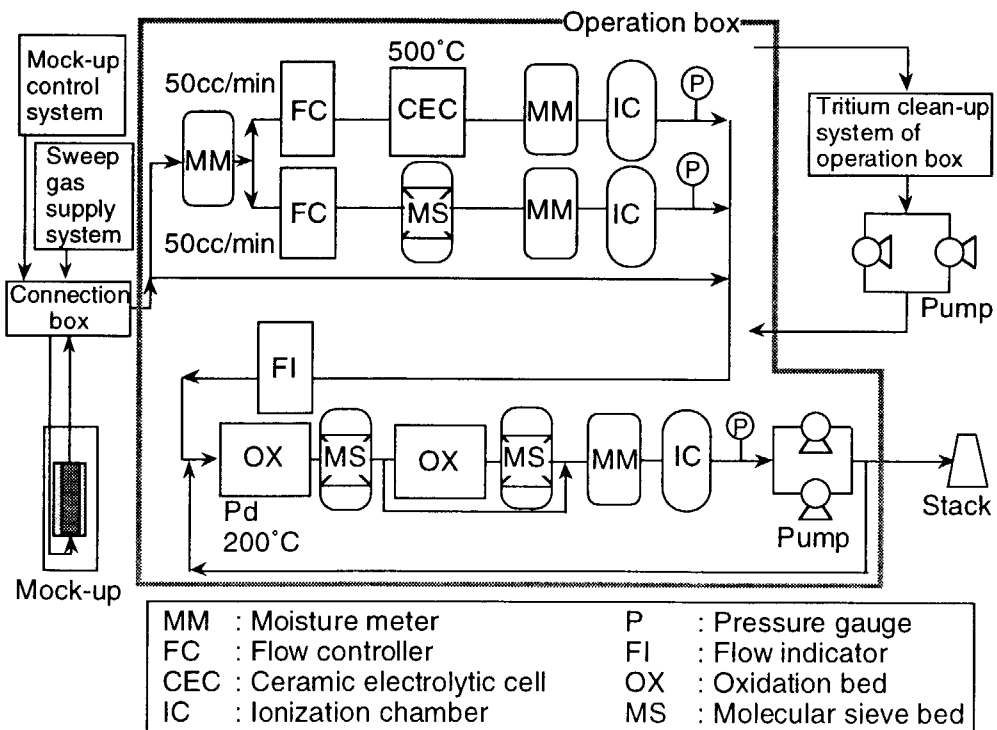 Operation box
Mock-up
control
system
Sweep
gas
supply
system
Connection
box
Mock-up
50cc/min
FC
500°C
CEC
MM
IC
P
MM
FC
50cc/min
MS
MM
IC
P
Tritium clean-up
system of
operation box
Pump
FI
OX
Pd
200°C
MS
OX
MS
MM
IC
P
Pump
Stack
MM : Moisture meter
FC : Flow controller
CEC : Ceramic electrolytic cell
IC : Ionization chamber
P : Pressure gauge
FI : Flow indicator
OX : Oxidation bed
MS : Molecular sieve bed